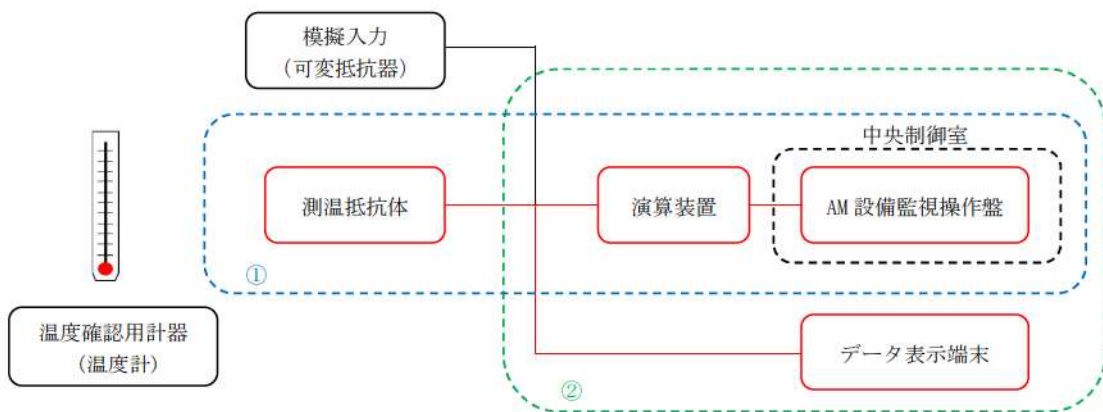 模擬入力
(可変抵抗器)
中央制御室
測温抵抗体
演算装置
AM 設備監視操作盤
①
温度確認用計器
(温度計)
データ表示端末
②